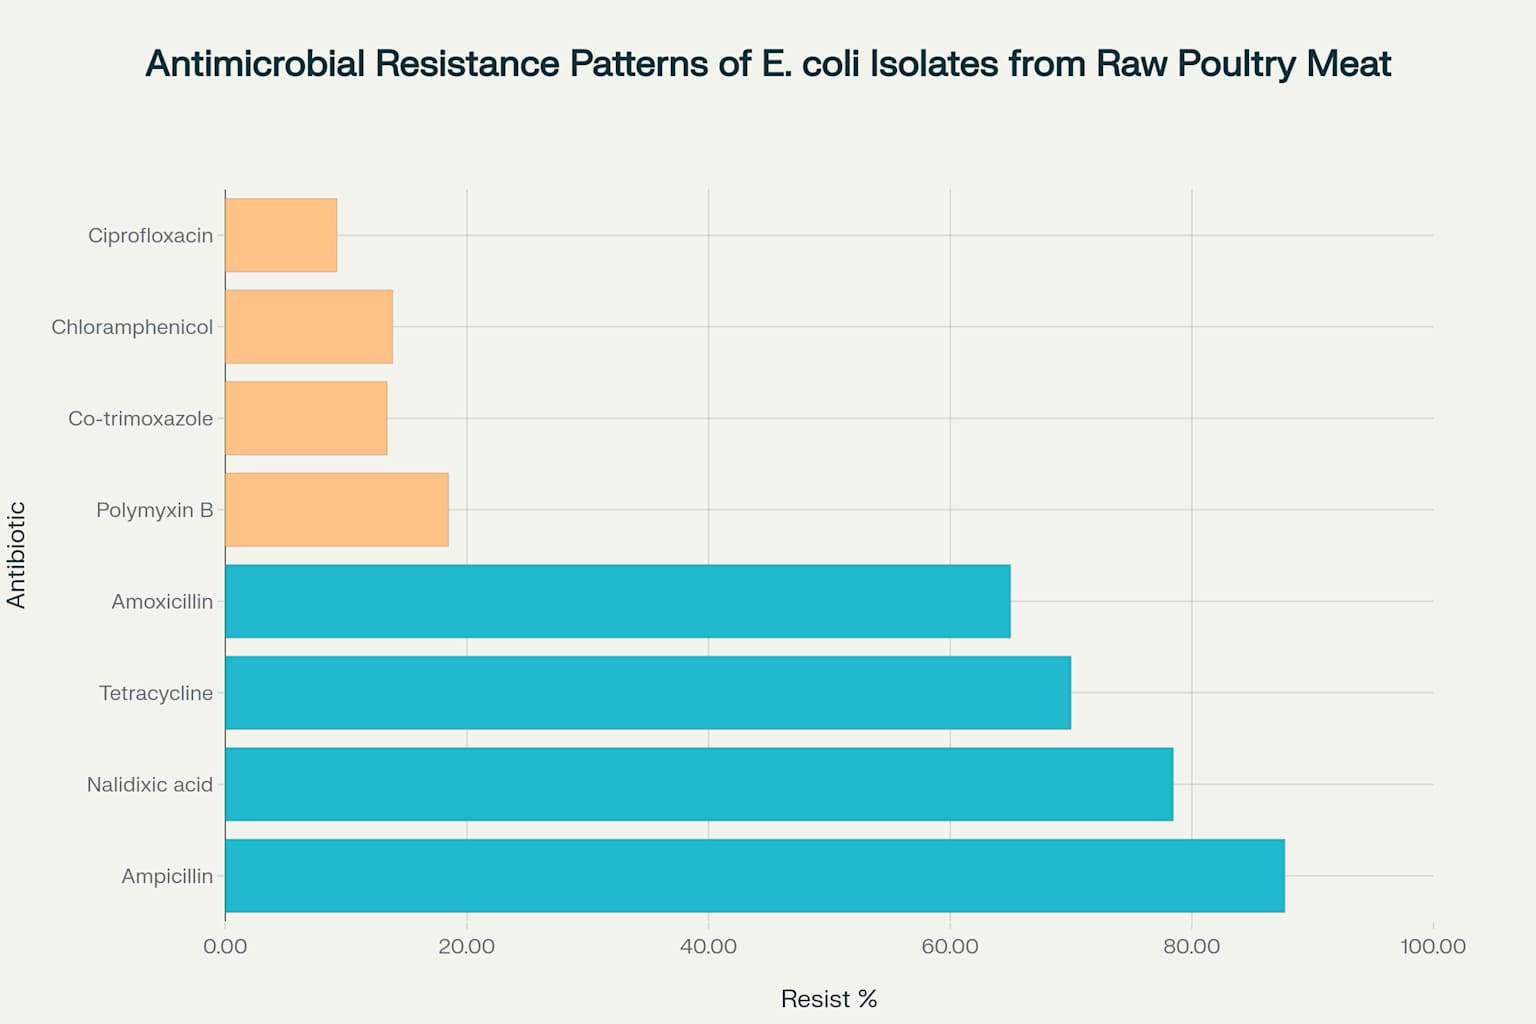 Antimicrobial Resistance Patterns of E. coli Isolates from Raw Poultry Meat
Antibiotic
Ciprofloxacin
Chloramphenicol
Co-trimoxazole
Polymyxin B
Amoxicillin
Tetracycline
Nalidixic acid
Ampicillin
0.00 20.00 40.00 60.00 80.00 100.00
Resist %